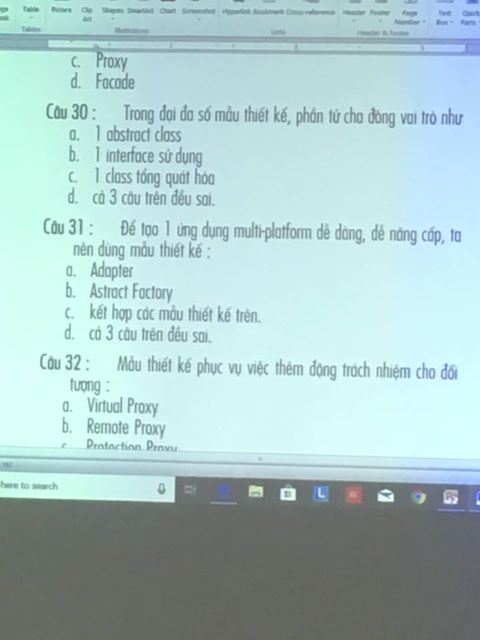 Table Picture Clip Art Shapes SmartArt Chart Screenshot Hyperlink Bookmark Cross-reference Header Footer Page Number Text Box Quick Parts
Tables Illustrations Links Header & Footer
c. Proxy
d. Facade
Câu 30 : Trong đại đa số mẫu thiết kế, phần tử cha đóng vai trò như
a. 1 abstract class
b. 1 interface sử dụng
c. 1 class tổng quát hóa
d. cả 3 câu trên đều sai.
Câu 31 : Để tạo 1 ứng dụng multi-platform dễ dàng, dễ nâng cấp, ta
nên dùng mẫu thiết kế :
a. Adapter
b. Astract Factory
c. kết hợp các mẫu thiết kế trên.
d. cả 3 câu trên đều sai.
Câu 32 : Mẫu thiết kế phục vụ việc thêm động trách nhiệm cho đối
tượng :
a. Virtual Proxy
b. Remote Proxy
c. Protection Proxy
here to search